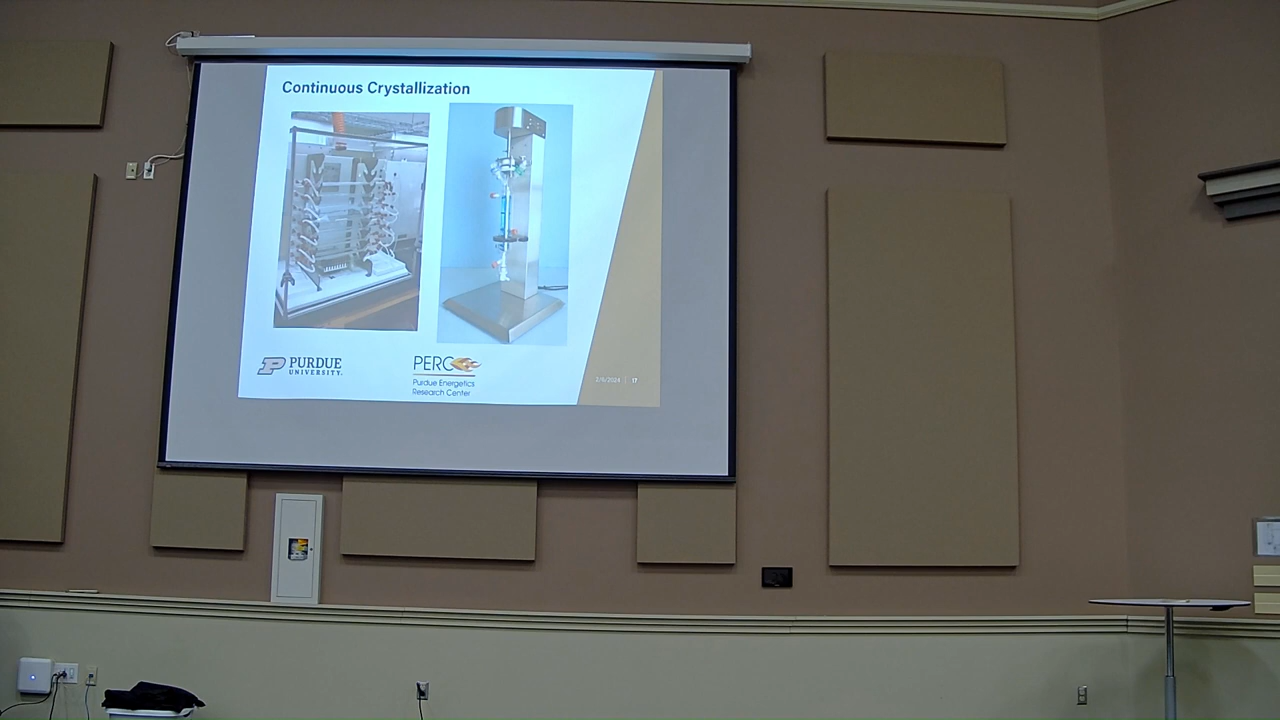 Continuous Crystallization
PURDUE
UNIVERSITY.
PERC
Purdue Energetics
Research Center
2/6/2024 | 17